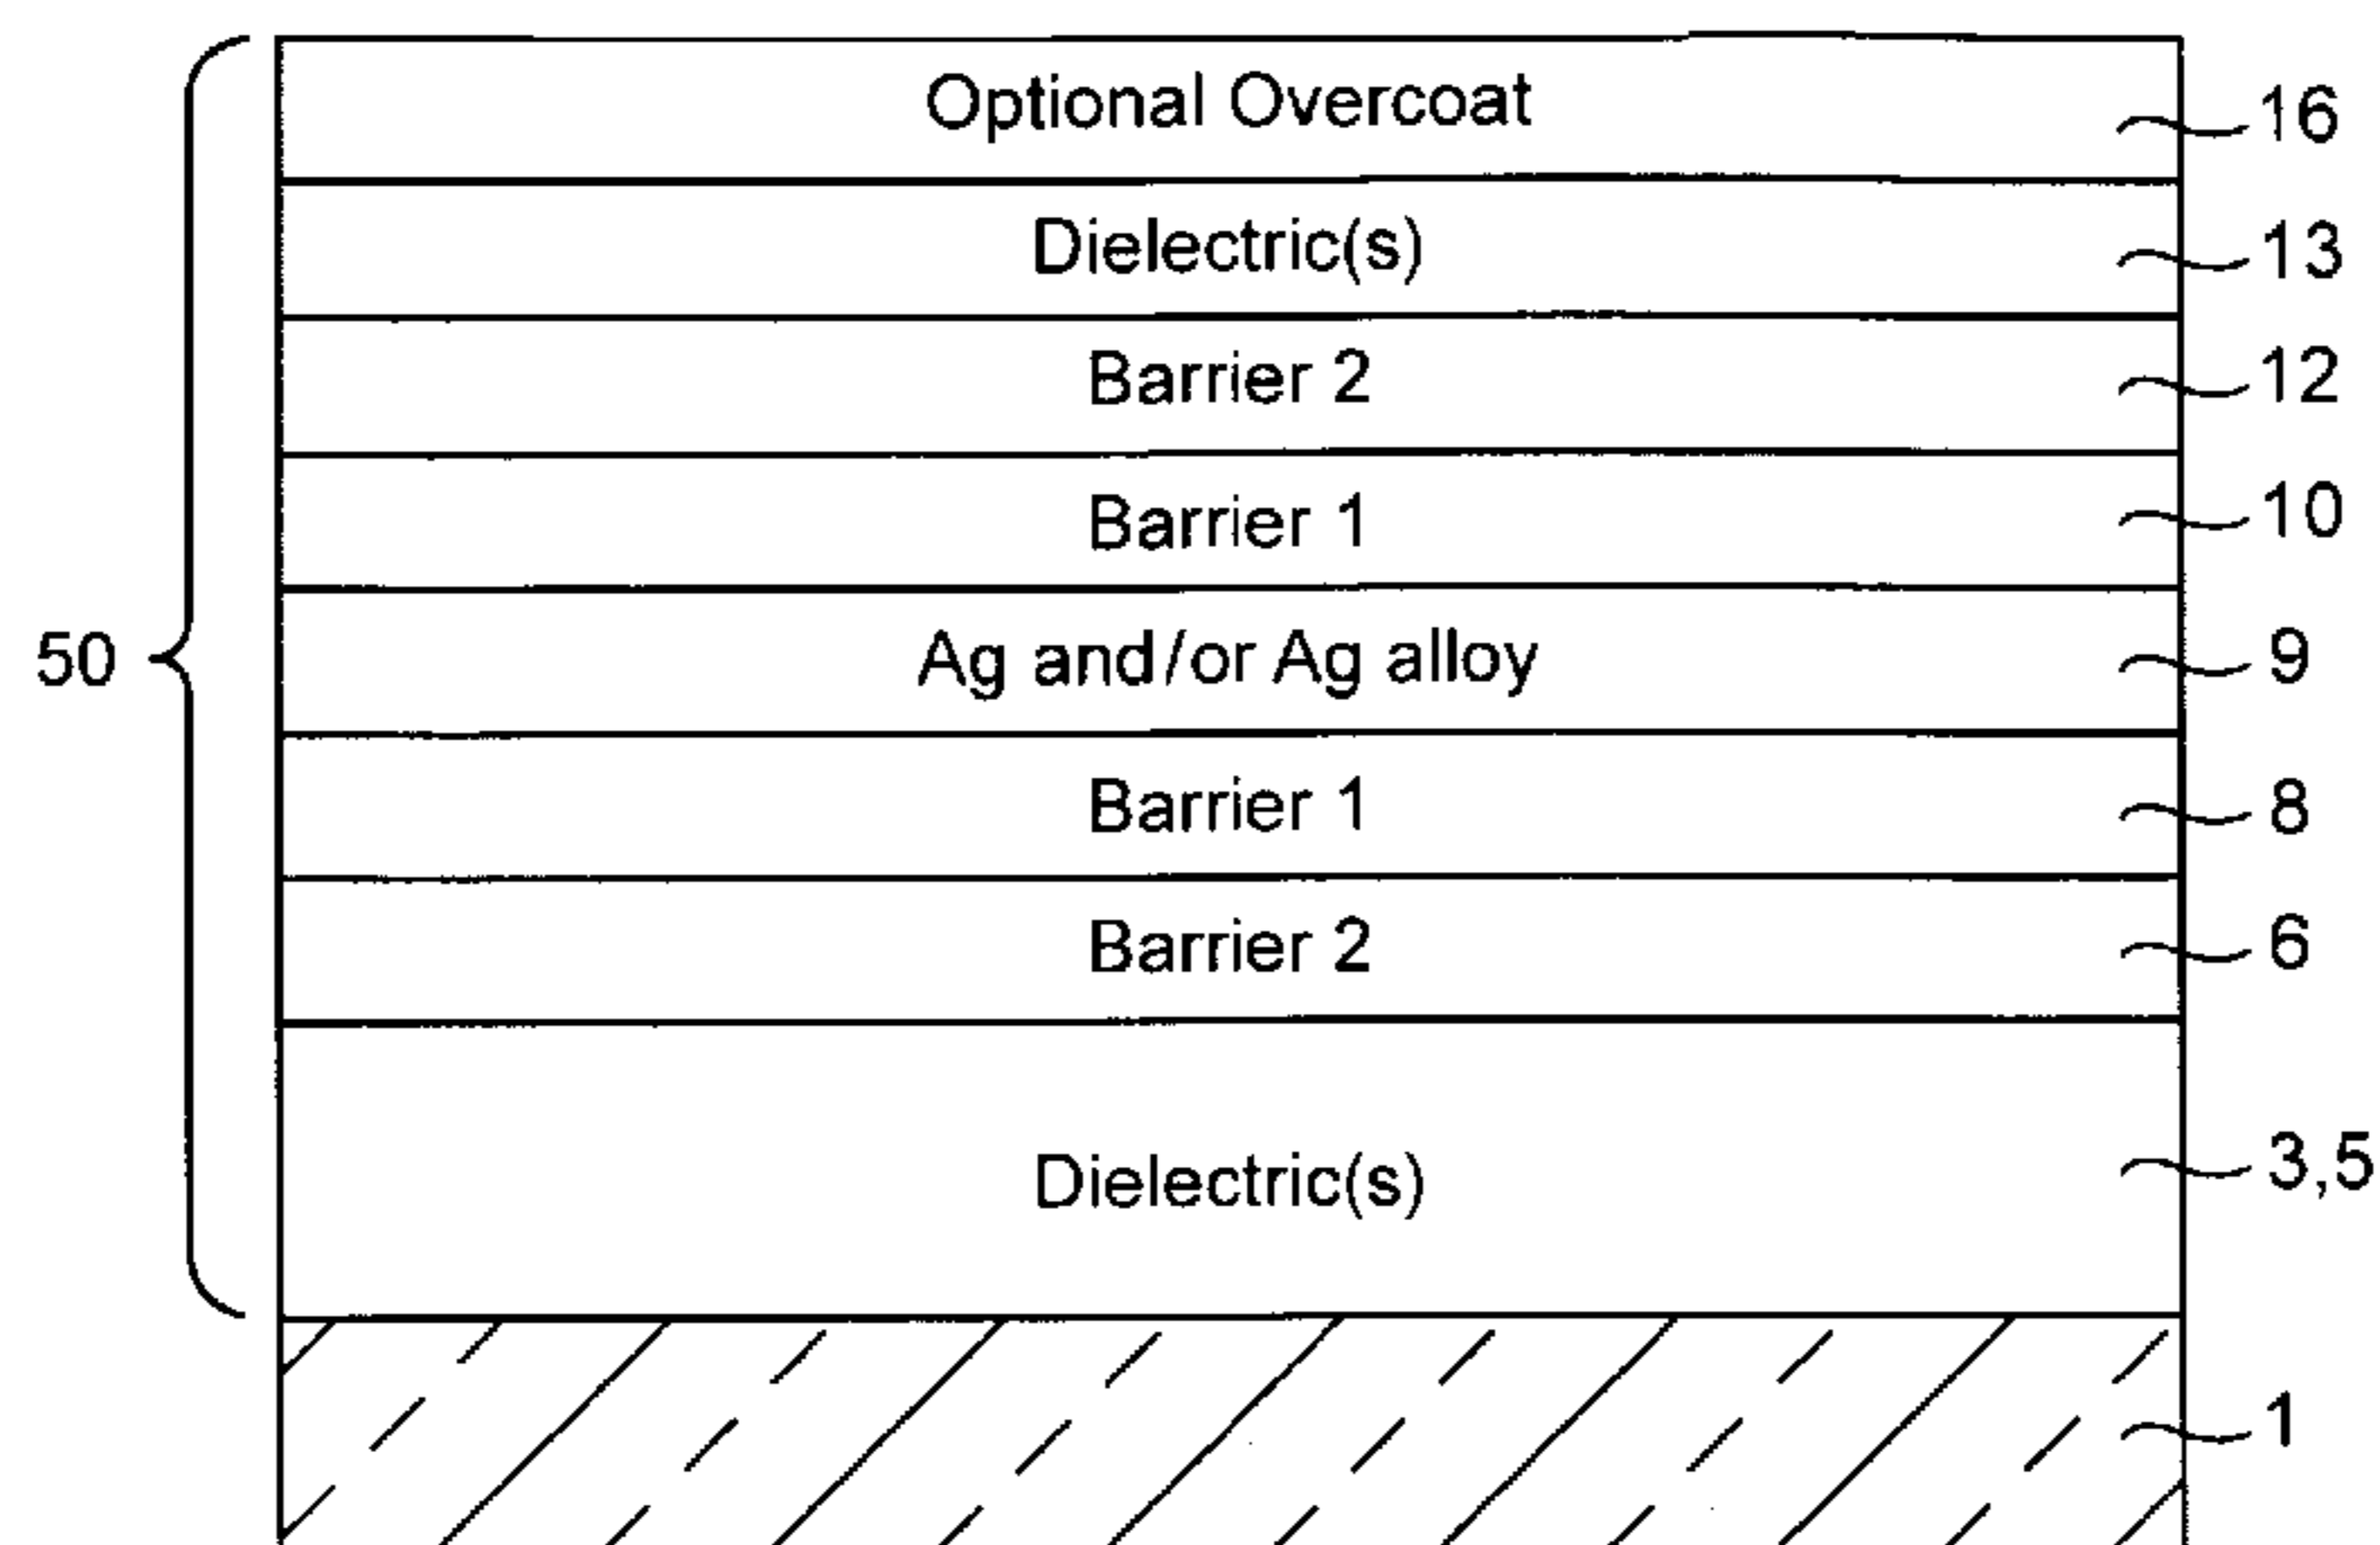 Optional Overcoat 16
Dielectric(s) 13
Barrier 2 12
Barrier 1 10
50 Ag and/or Ag alloy 9
Barrier 1 8
Barrier 2 6
Dielectric(s) 3,5
1